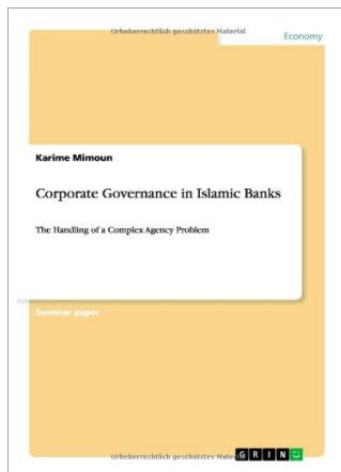 Urheberrechtlich geschütztes Material
Economy
Karime Mimoun
Corporate Governance in Islamic Banks
The Handling of a Complex Agency Problem
Seminar paper
Urheberrechtlich geschütztes Mater
G R I N